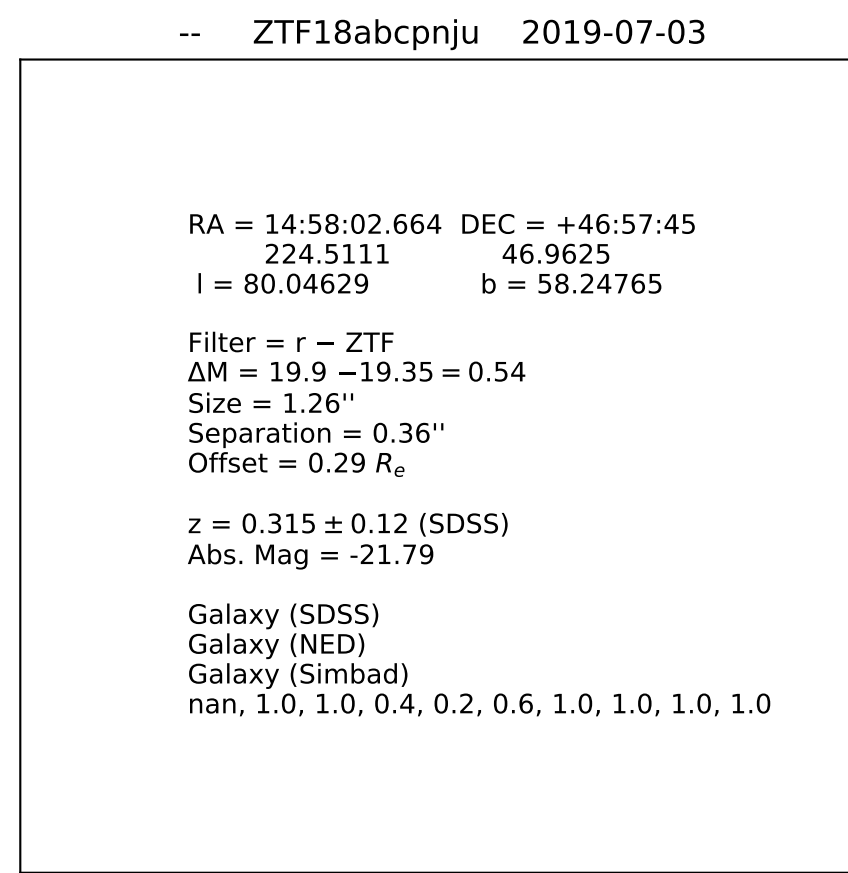 -- ZTF18abcpnju 2019-07-03
RA = 14:58:02.664 DEC = +46:57:45
224.5111 46.9625
l = 80.04629 b = 58.24765
Filter = r − ZTF
ΔM = 19.9 −19.35 = 0.54
Size = 1.26''
Separation = 0.36''
Offset = 0.29 Rₑ
z = 0.315 ± 0.12 (SDSS)
Abs. Mag = -21.79
Galaxy (SDSS)
Galaxy (NED)
Galaxy (Simbad)
nan, 1.0, 1.0, 0.4, 0.2, 0.6, 1.0, 1.0, 1.0, 1.0